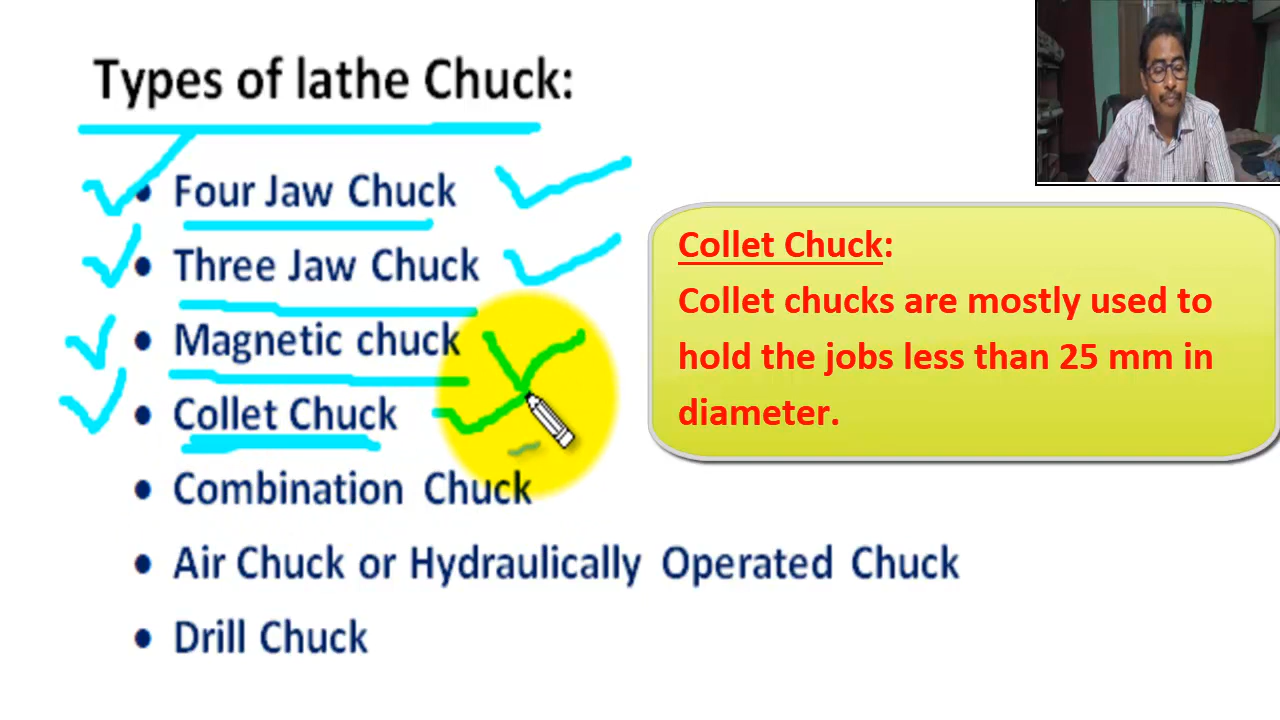 Types of lathe Chuck:
• Four Jaw Chuck
• Three Jaw Chuck
• Magnetic chuck
• Collet Chuck
• Combination Chuck
• Air Chuck or Hydraulically Operated Chuck
• Drill Chuck
Collet Chuck:
Collet chucks are mostly used to
hold the jobs less than 25 mm in
diameter.